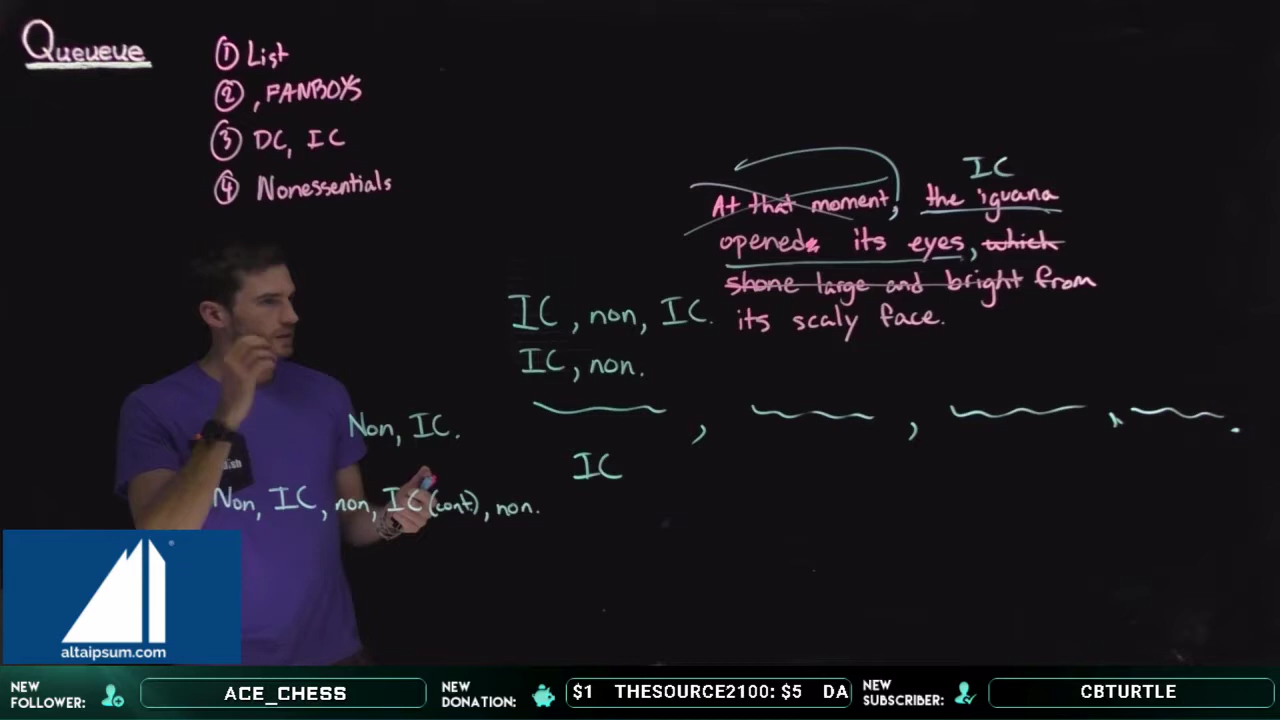 Queueue
① List
② , FANBOYS
③ DC, IC
④ Nonessentials
IC
At that moment, the iguana
opened its eyes, which
shone large and bright from
its scaly face.
IC, non, IC.
IC, non.
, , , .
Non, IC.
IC
Non, IC, non, IC (cont), non.
altaipsum.com
NEW FOLLOWER: ACE_CHESS
NEW DONATION: $1 THESOURCE2100: $5 DA
NEW SUBSCRIBER: CBTURTLE